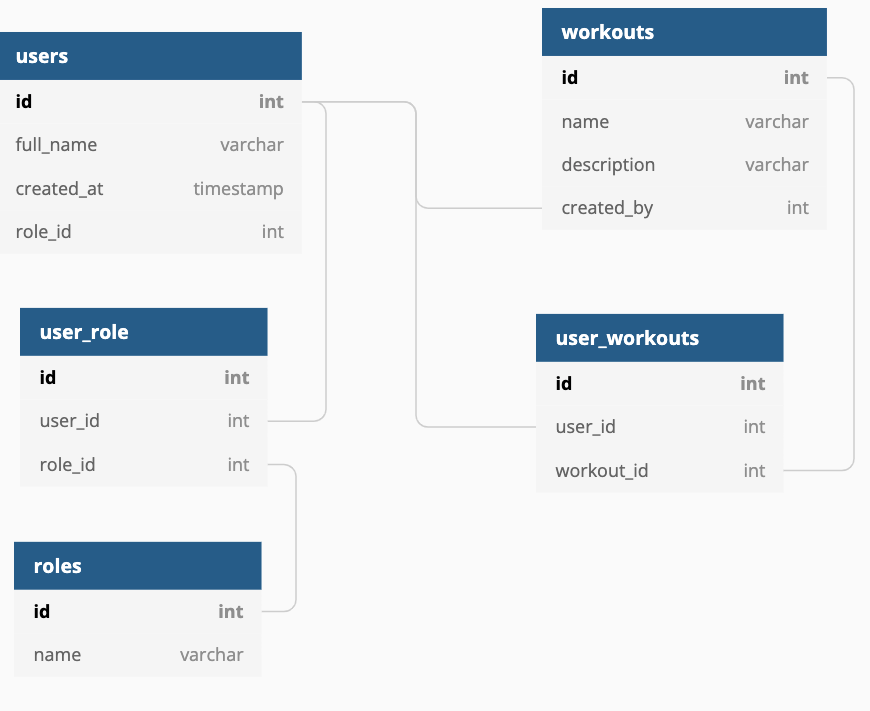 users
id int
full_name varchar
created_at timestamp
role_id int
user_role
id int
user_id int
role_id int
roles
id int
name varchar
workouts
id int
name varchar
description varchar
created_by int
user_workouts
id int
user_id int
workout_id int